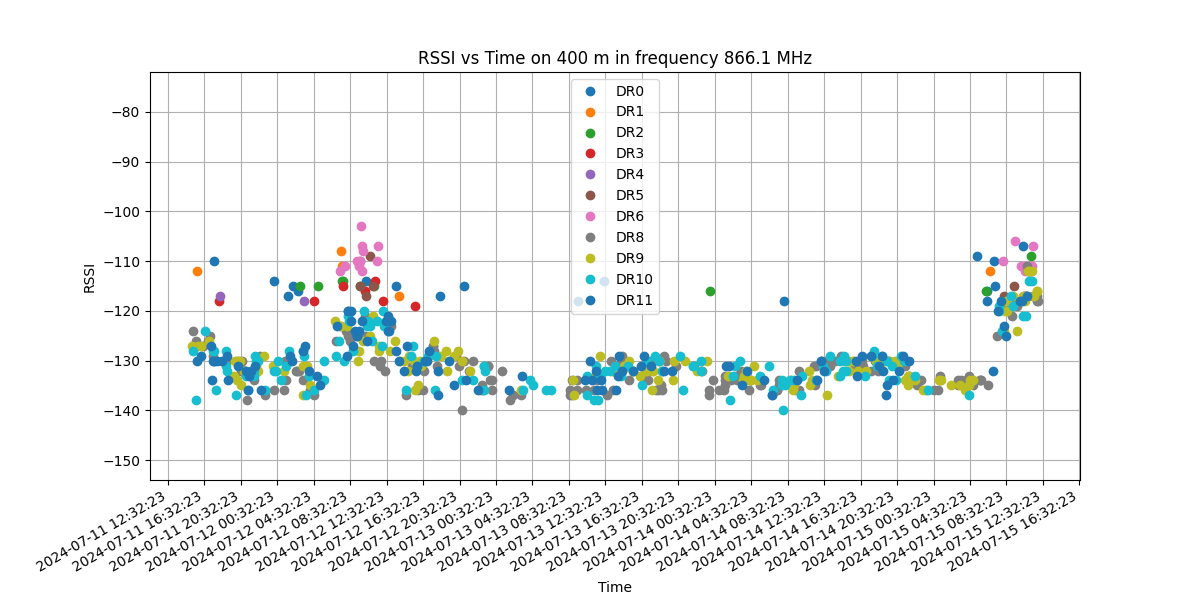 RSSI vs Time on 400 m in frequency 866.1 MHz
DR0
DR1
DR2
DR3
DR4
DR5
DR6
DR8
DR9
DR10
DR11
−80
−90
−100
−110
−120
−130
−140
−150
RSSI
2024-07-11 12:32:23
2024-07-11 16:32:23
2024-07-11 20:32:23
2024-07-12 00:32:23
2024-07-12 04:32:23
2024-07-12 08:32:23
2024-07-12 12:32:23
2024-07-12 16:32:23
2024-07-12 20:32:23
2024-07-13 00:32:23
2024-07-13 04:32:23
2024-07-13 08:32:23
2024-07-13 12:32:23
2024-07-13 16:32:23
2024-07-13 20:32:23
2024-07-14 00:32:23
2024-07-14 04:32:23
2024-07-14 08:32:23
2024-07-14 12:32:23
2024-07-14 16:32:23
2024-07-14 20:32:23
2024-07-15 00:32:23
2024-07-15 04:32:23
2024-07-15 08:32:23
2024-07-15 12:32:23
2024-07-15 16:32:23
Time